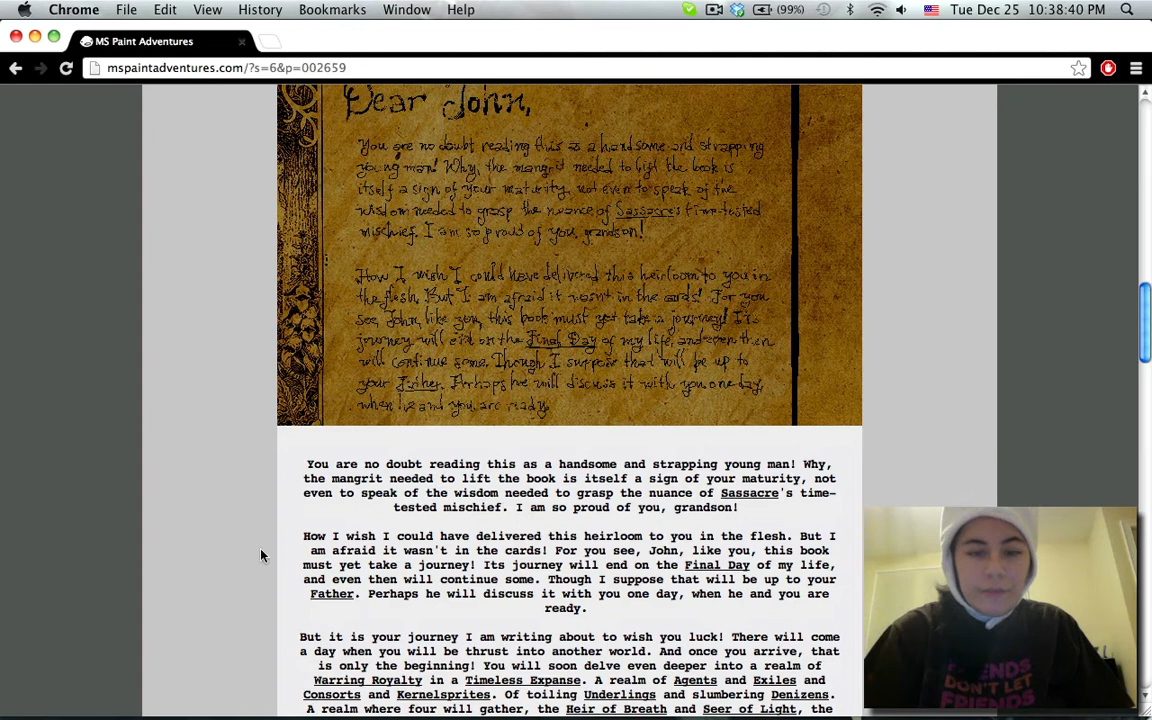 Chrome File Edit View History Bookmarks Window Help (99%) Tue Dec 25 10:38:40 PM
MS Paint Adventures
mspaintadventures.com/?s=6&p=002659
Dear John,
You are no doubt reading this as a handsome and strapping
young man! Why, the mangrit needed to lift the book is
itself a sign of your maturity, not even to speak of the
wisdom needed to grasp the nuance of Sassacre's time-tested
mischief. I am so proud of you, grandson!
How I wish I could have delivered this heirloom to you in
the flesh. But I am afraid it wasn't in the cards! For you
see, John, like you, this book must yet take a journey! Its
journey will end on the Final Day of my life, and even then
will continue some. Though I suppose that will be up to
your Father. Perhaps he will discuss it with you one day,
when he and you are ready.
You are no doubt reading this as a handsome and strapping young man! Why,
the mangrit needed to lift the book is itself a sign of your maturity, not
even to speak of the wisdom needed to grasp the nuance of Sassacre's time-
tested mischief. I am so proud of you, grandson!
How I wish I could have delivered this heirloom to you in the flesh. But I
am afraid it wasn't in the cards! For you see, John, like you, this book
must yet take a journey! Its journey will end on the Final Day of my life,
and even then will continue some. Though I suppose that will be up to your
Father. Perhaps he will discuss it with you one day, when he and you are
ready.
But it is your journey I am writing about to wish you luck! There will come
a day when you will be thrust into another world. And once you arrive, that
is only the beginning! You will soon delve even deeper into a realm of
Warring Royalty in a Timeless Expanse. A realm of Agents and Exiles and
Consorts and Kernelsprites. Of toiling Underlings and slumbering Denizens.
A realm where four will gather, the Heir of Breath and Seer of Light, the
DON'T LET
FRIENDS